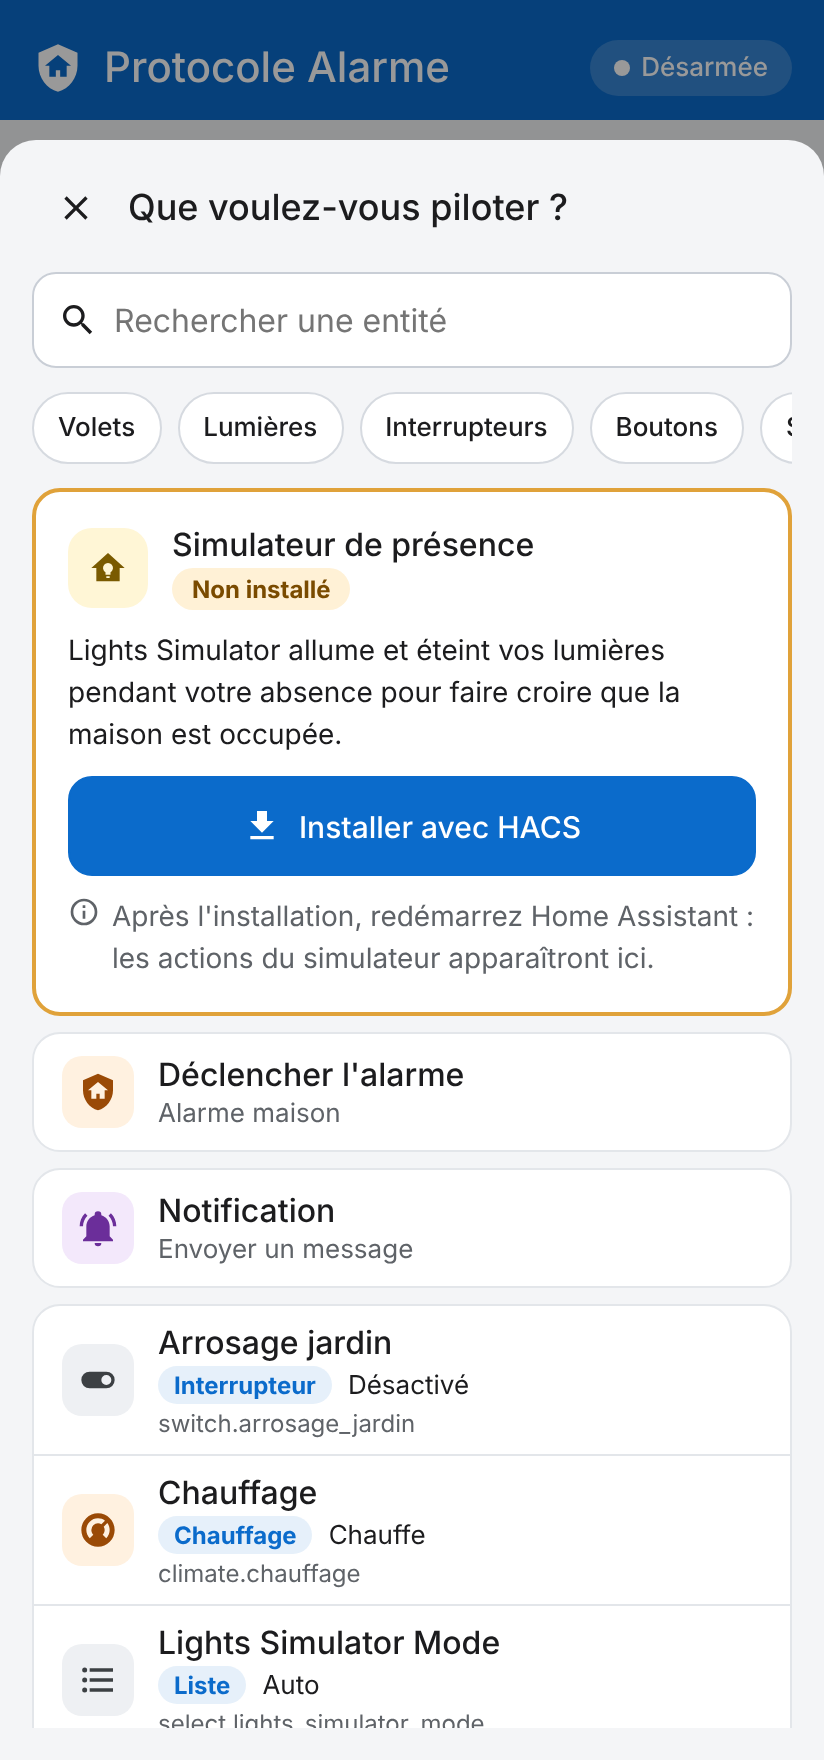 Protocole Alarme
Désarmée
Que voulez-vous piloter ?
Rechercher une entité
Volets
Lumières
Interrupteurs
Boutons
Simulateur de présence
Non installé
Lights Simulator allume et éteint vos lumières
pendant votre absence pour faire croire que la
maison est occupée.
Installer avec HACS
Après l'installation, redémarrez Home Assistant :
les actions du simulateur apparaîtront ici.
Déclencher l'alarme
Alarme maison
Notification
Envoyer un message
Arrosage jardin
Interrupteur Désactivé
switch.arrosage_jardin
Chauffage
Chauffage Chauffe
climate.chauffage
Lights Simulator Mode
Liste Auto
select.lights_simulator_mode